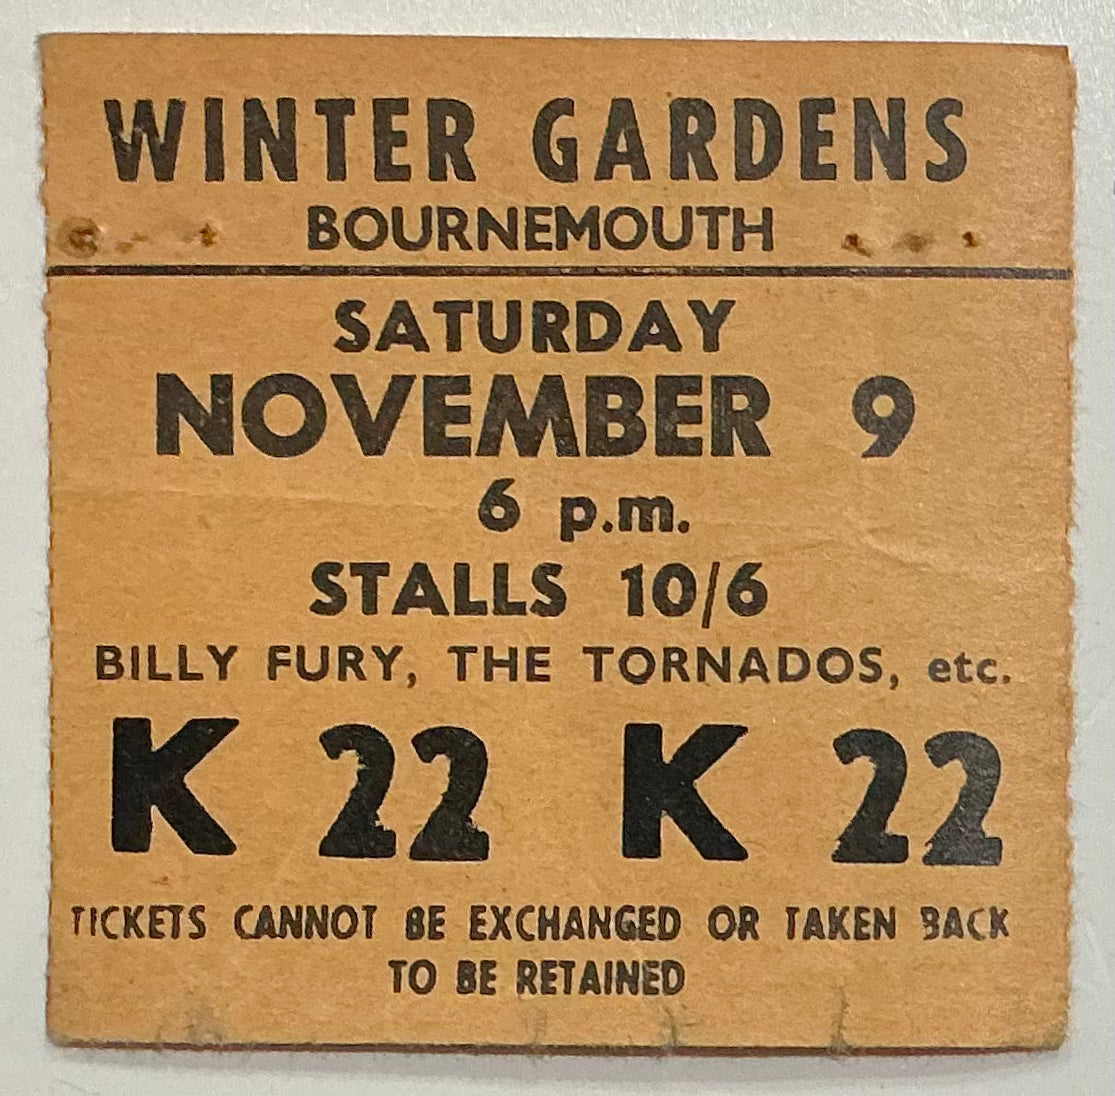 WINTER GARDENS
BOURNEMOUTH
SATURDAY
NOVEMBER 9
6 p.m.
STALLS 10/6
BILLY FURY, THE TORNADOS, etc.
K 22 K 22
TICKETS CANNOT BE EXCHANGED OR TAKEN BACK
TO BE RETAINED